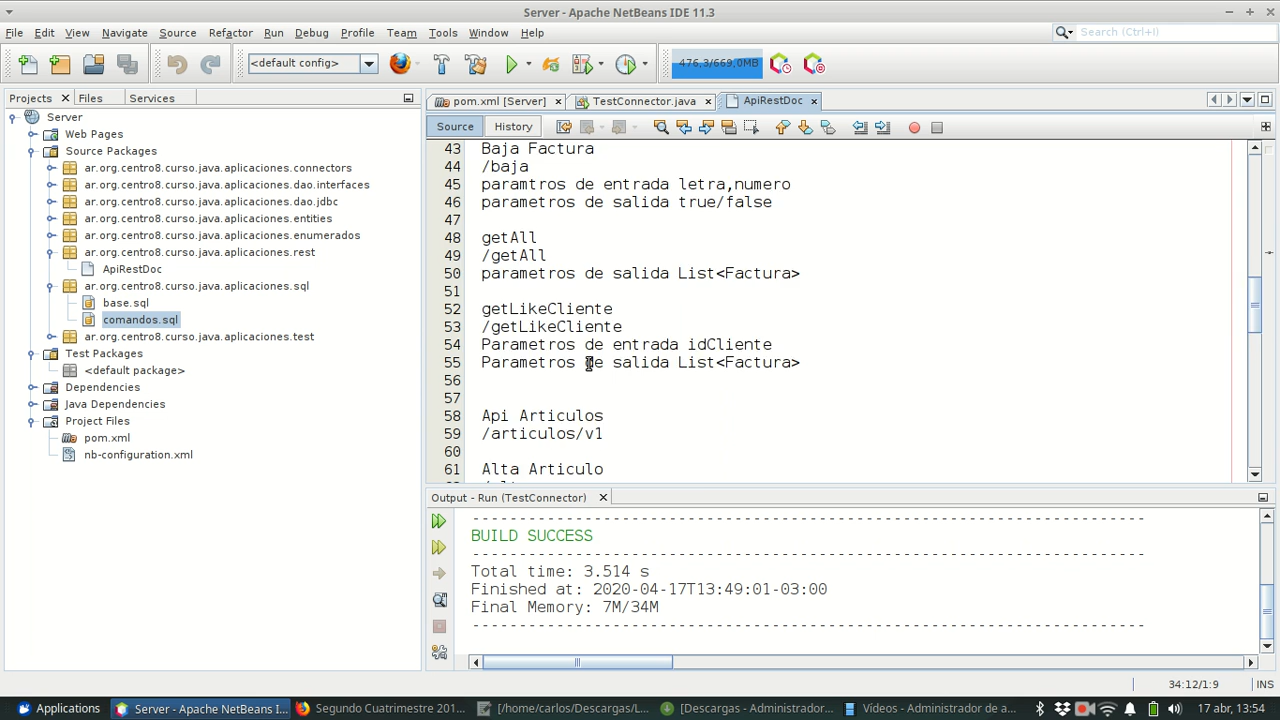 Server - Apache NetBeans IDE 11.3
File Edit View Navigate Source Refactor Run Debug Profile Team Tools Window Help
Search (Ctrl+I)
<default config>
476,3/669,0MB
Projects Files Services
pom.xml [Server] TestConnector.java ApiRestDoc
Source History
Server
Web Pages
Source Packages
ar.org.centro8.curso.java.aplicaciones.connectors
ar.org.centro8.curso.java.aplicaciones.dao.interfaces
ar.org.centro8.curso.java.aplicaciones.dao.jdbc
ar.org.centro8.curso.java.aplicaciones.entities
ar.org.centro8.curso.java.aplicaciones.enumerados
ar.org.centro8.curso.java.aplicaciones.rest
ApiRestDoc
ar.org.centro8.curso.java.aplicaciones.sql
base.sql
comandos.sql
ar.org.centro8.curso.java.aplicaciones.test
Test Packages
<default package>
Dependencies
Java Dependencies
Project Files
pom.xml
nb-configuration.xml
43 Baja Factura
44 /baja
45 paramtros de entrada letra,numero
46 parametros de salida true/false
47
48 getAll
49 /getAll
50 parametros de salida List<Factura>
51
52 getLikeCliente
53 /getLikeCliente
54 Parametros de entrada idCliente
55 Parametros de salida List<Factura>
56
57
58 Api Articulos
59 /articulos/v1
60
61 Alta Articulo
Output - Run (TestConnector)
------------------------------------------------------------------------
BUILD SUCCESS
------------------------------------------------------------------------
Total time: 3.514 s
Finished at: 2020-04-17T13:49:01-03:00
Final Memory: 7M/34M
------------------------------------------------------------------------
34:12/1:9 INS
Applications Server - Apache NetBeans I... Segundo Cuatrimestre 201... [/home/carlos/Descargas/L... [Descargas - Administrador... Videos - Administrador de a... 17 abr, 13:54